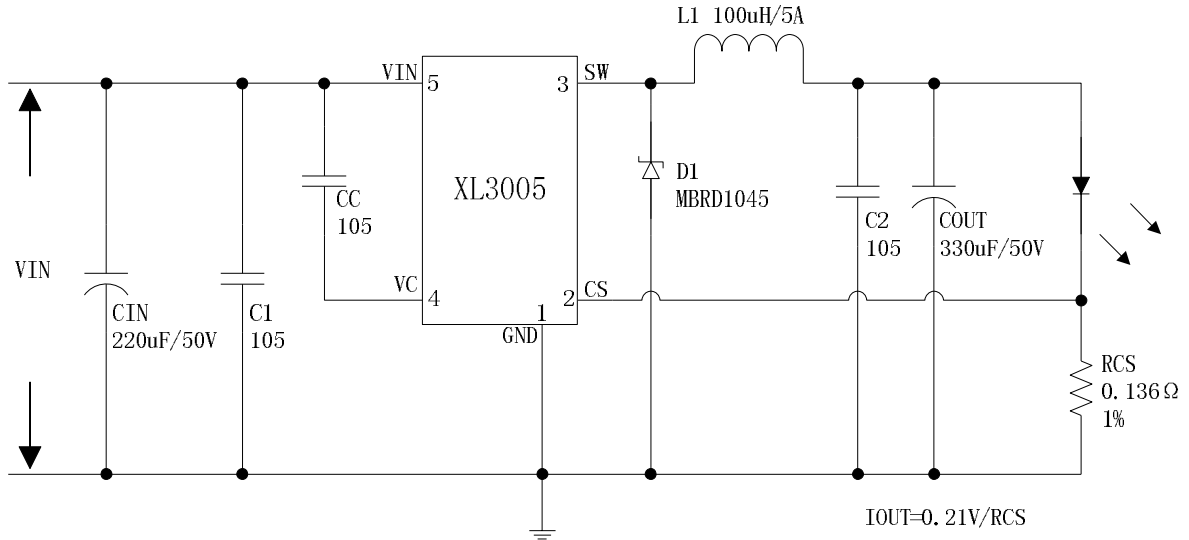 L1 100uH/5A
VIN
5
3
SW
XL3005
CC
105
D1
MBRD1045
C2
105
COUT
330uF/50V
VIN
VC
4
2
CS
1
GND
CIN
220uF/50V
C1
105
RCS
0.136Ω
1%
IOUT=0.21V/RCS